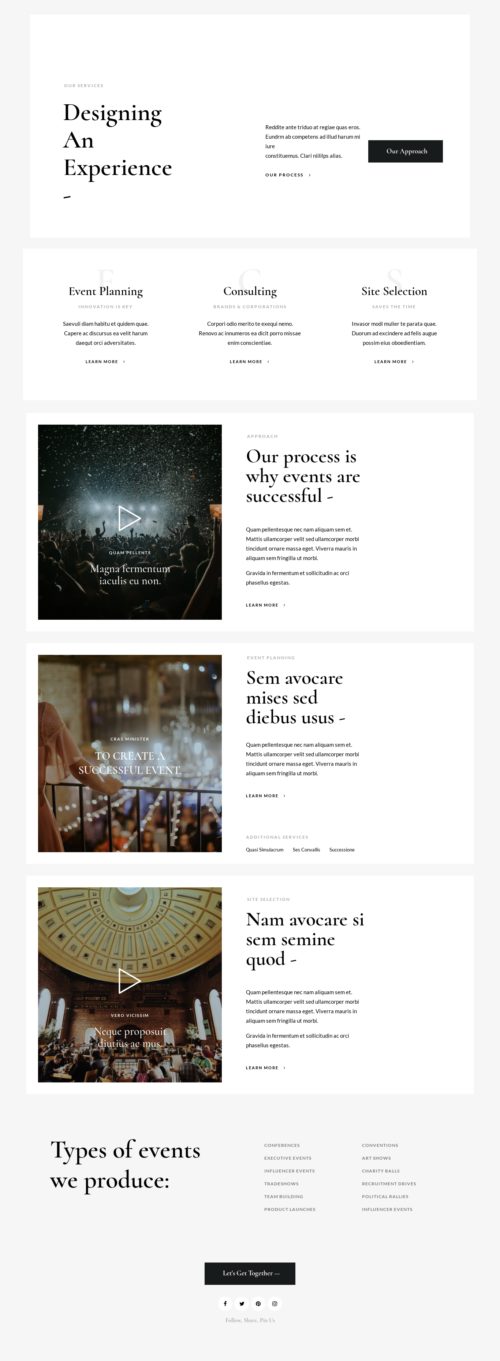 OUR SERVICES
Designing
An
Experience
-
Reddite ante triduo at regiae quas eros.
Eundrm ab competens ad illud harum mi
iure
constituemus. Clari niililps alias.
OUR PROCESS ›
Our Approach
E
Event Planning
INNOVATION IS KEY
Saevuli diam habitu et quidem quae.
Capere ac discursus ea velit harum
daequt orci adversitates.
LEARN MORE ›
C
Consulting
BRANDS & CORPORATIONS
Corpori odio merito te exequi nemo.
Renovo ac innumeros ea dicit porro missae
enim conscientiae.
LEARN MORE ›
S
Site Selection
SAVES THE TIME
Invasor modi multer te parata quae.
Duorum ad excindere ad felis augue
possim eius oboedientiam.
LEARN MORE ›
QUAM PELLENTE
Magna fermentum
iaculis eu non.
APPROACH
Our process is
why events are
successful -
Quam pellentesque nec nam aliquam sem et.
Mattis ullamcorper velit sed ullamcorper morbi
tincidunt ornare massa eget. Viverra mauris in
aliquam sem fringilla ut morbi.
Gravida in fermentum et sollicitudin ac orci
phasellus egestas.
LEARN MORE ›
CRAS MINISTER
TO CREATE A
SUCCESSFUL EVENT.
EVENT PLANNING
Sem avocare
mises sed
diebus usus -
Quam pellentesque nec nam aliquam sem et.
Mattis ullamcorper velit sed ullamcorper morbi
tincidunt ornare massa eget. Viverra mauris in
aliquam sem fringilla ut morbi.
LEARN MORE ›
ADDITIONAL SERVICES
Quasi Simulacrum Ses Convallis Successione
VERO VICISSIM
Neque proposuit
diutius ac mus.
SITE SELECTION
Nam avocare si
sem semine
quod -
Quam pellentesque nec nam aliquam sem et.
Mattis ullamcorper velit sed ullamcorper morbi
tincidunt ornare massa eget. Viverra mauris in
aliquam sem fringilla ut morbi.
Gravida in fermentum et sollicitudin ac orci
phasellus egestas.
LEARN MORE ›
Types of events
we produce:
CONFERENCES
EXECUTIVE EVENTS
INFLUENCER EVENTS
TRADESHOWS
TEAM BUILDING
PRODUCT LAUNCHES
CONVENTIONS
ART SHOWS
CHARITY BALLS
RECRUITMENT DRIVES
POLITICAL RALLIES
INFLUENCER EVENTS
Let's Get Together —
Follow, Share, Pin Us